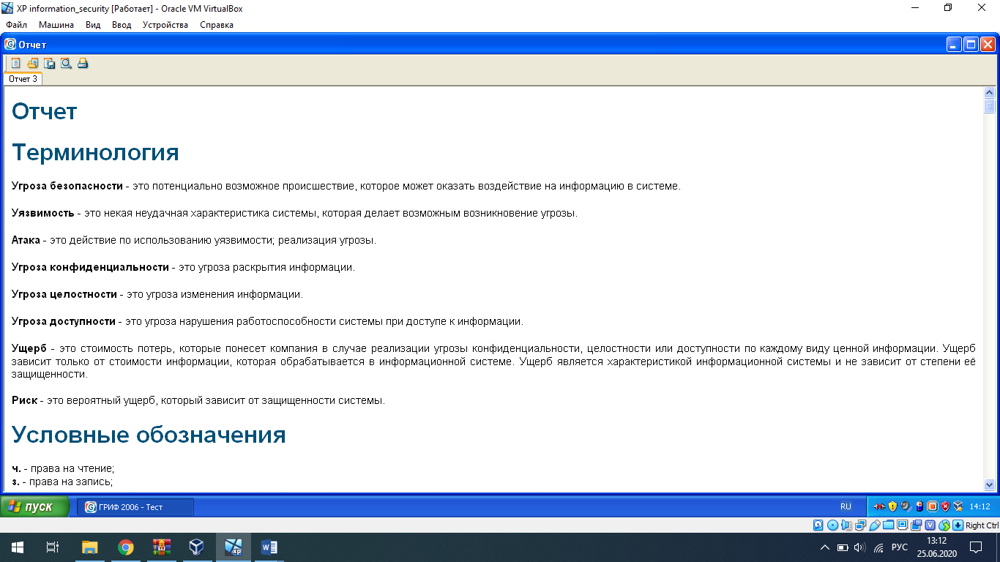 XP information_security [Работает] - Oracle VM VirtualBox
Файл Машина Вид Ввод Устройства Справка
Отчет
Отчет 3
Отчет
Терминология
Угроза безопасности - это потенциально возможное происшествие, которое может оказать воздействие на информацию в системе.
Уязвимость - это некая неудачная характеристика системы, которая делает возможным возникновение угрозы.
Атака - это действие по использованию уязвимости; реализация угрозы.
Угроза конфиденциальности - это угроза раскрытия информации.
Угроза целостности - это угроза изменения информации.
Угроза доступности - это угроза нарушения работоспособности системы при доступе к информации.
Ущерб - это стоимость потерь, которые понесет компания в случае реализации угрозы конфиденциальности, целостности или доступности по каждому виду ценной информации. Ущерб
зависит только от стоимости информации, которая обрабатывается в информационной системе. Ущерб является характеристикой информационной системы и не зависит от степени её
защищенности.
Риск - это вероятный ущерб, который зависит от защищенности системы.
Условные обозначения
ч. - права на чтение;
з. - права на запись;
пуск ГРИФ 2006 - Тест RU 14:12
Right Ctrl
РУС 13:12
25.06.2020